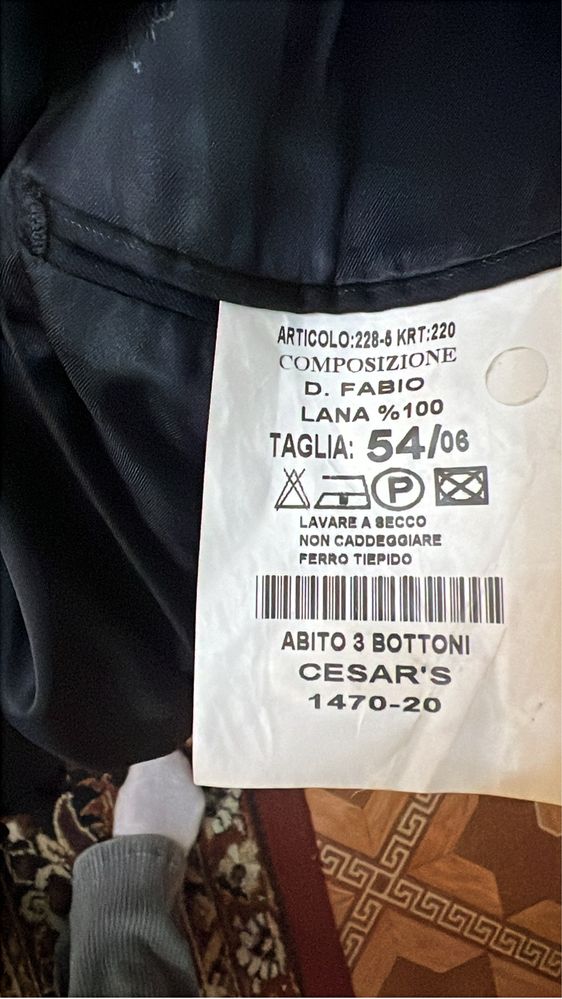 ARTICOLO:228-6 KRT:220
COMPOSIZIONE
D. FABIO
LANA %100
TAGLIA: 54/06
P
LAVARE A SECCO
NON CADDEGGIARE
FERRO TIEPIDO
ABITO 3 BOTTONI
CESAR'S
1470-20